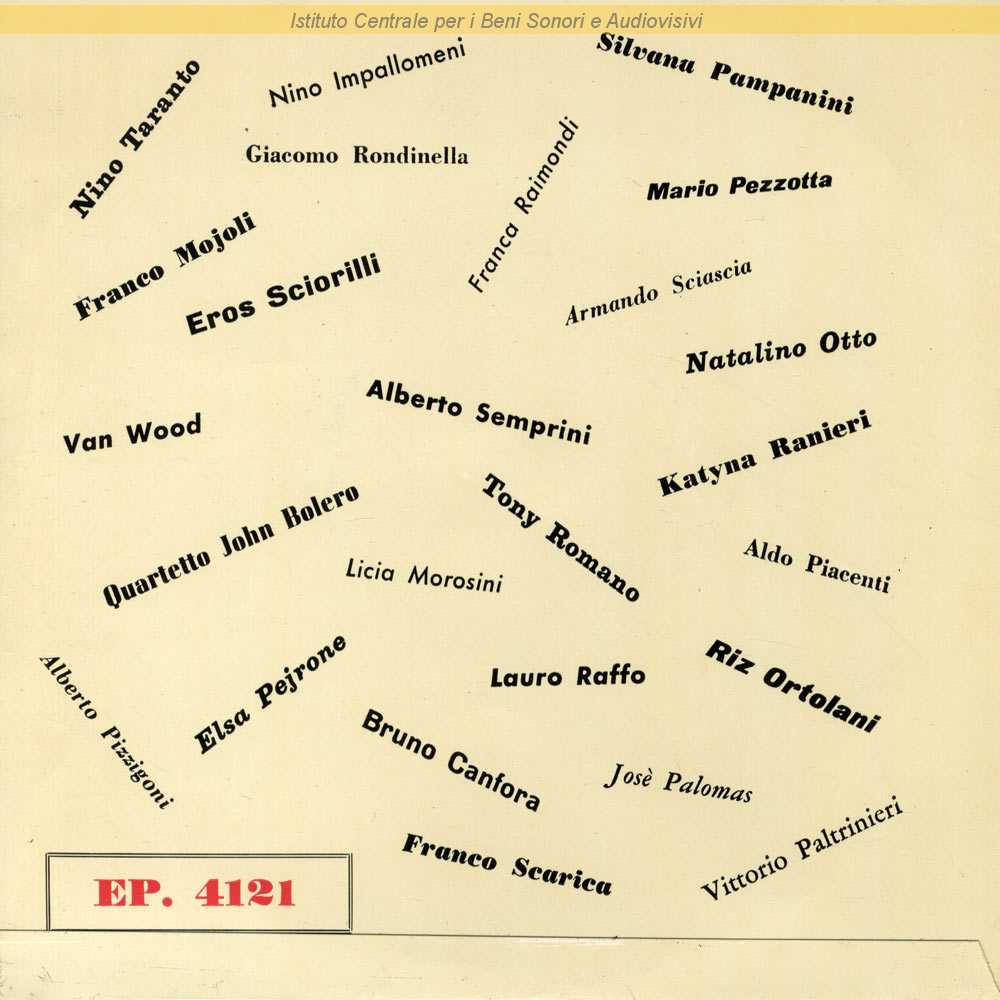 Istituto Centrale per i Beni Sonori e Audiovisivi
Nino Taranto
Nino Impallomeni
Silvana Pampanini
Giacomo Rondinella
Franca Raimondi
Mario Pezzotta
Franco Mojoli
Eros Sciorilli
Armando Sciascia
Natalino Otto
Van Wood
Alberto Semprini
Katyna Ranieri
Quartetto John Bolero
Tony Romano
Licia Morosini
Aldo Piacenti
Alberto Pizzigoni
Elsa Pejrone
Lauro Raffo
Riz Ortolani
Bruno Canfora
Josè Palomas
Franco Scarica
Vittorio Paltrinieri
EP. 4121